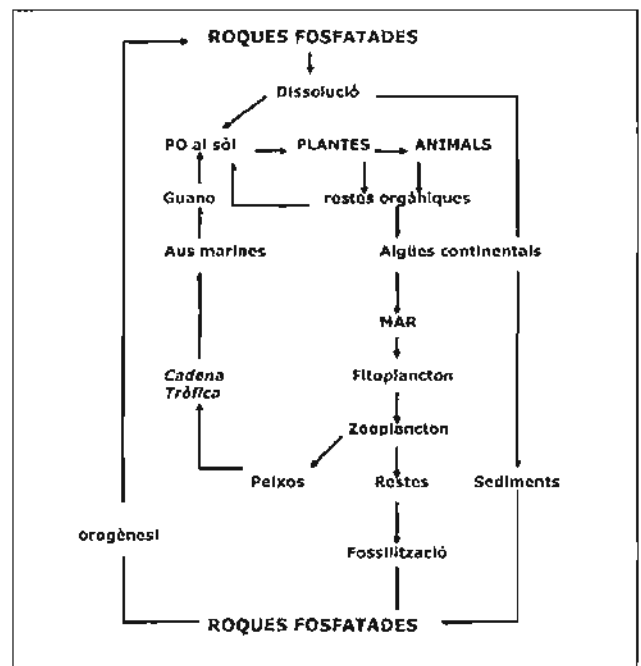 ROQUES FOSFATADES
Dissolució
PO al sòl
PLANTES
ANIMALS
Guano
restes orgàniques
Aus marines
Aigües continentals
MAR
Cadena
Tròfica
Fitoplancton
Zooplancton
Peixos
Restes
Sediments
orogènesi
Fossilització
ROQUES FOSFATADES